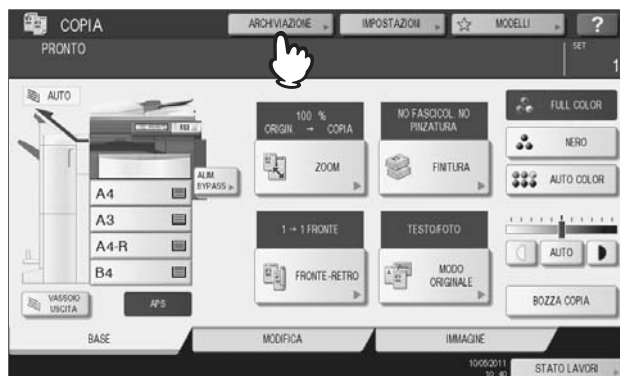 COPIA
ARCHIVIAZIONE
IMPOSTAZIONI
MODELLI
?
PRONTO
SET
1
AUTO
100 %
ORIGIN. → COPIA
ZOOM
NO FASCICOL. NO
PINZATURA
FINITURA
FULL COLOR
NERO
AUTO COLOR
ALIM.
BYPASS
A4
A3
A4-R
B4
1 → 1 FRONTE
FRONTE-RETRO
TESTO/FOTO
MODO
ORIGINALE
AUTO
BOZZA COPIA
VASSOIO
USCITA
APS
BASE
MODIFICA
IMMAGINE
10/05/2011
10:40
STATO LAVORI